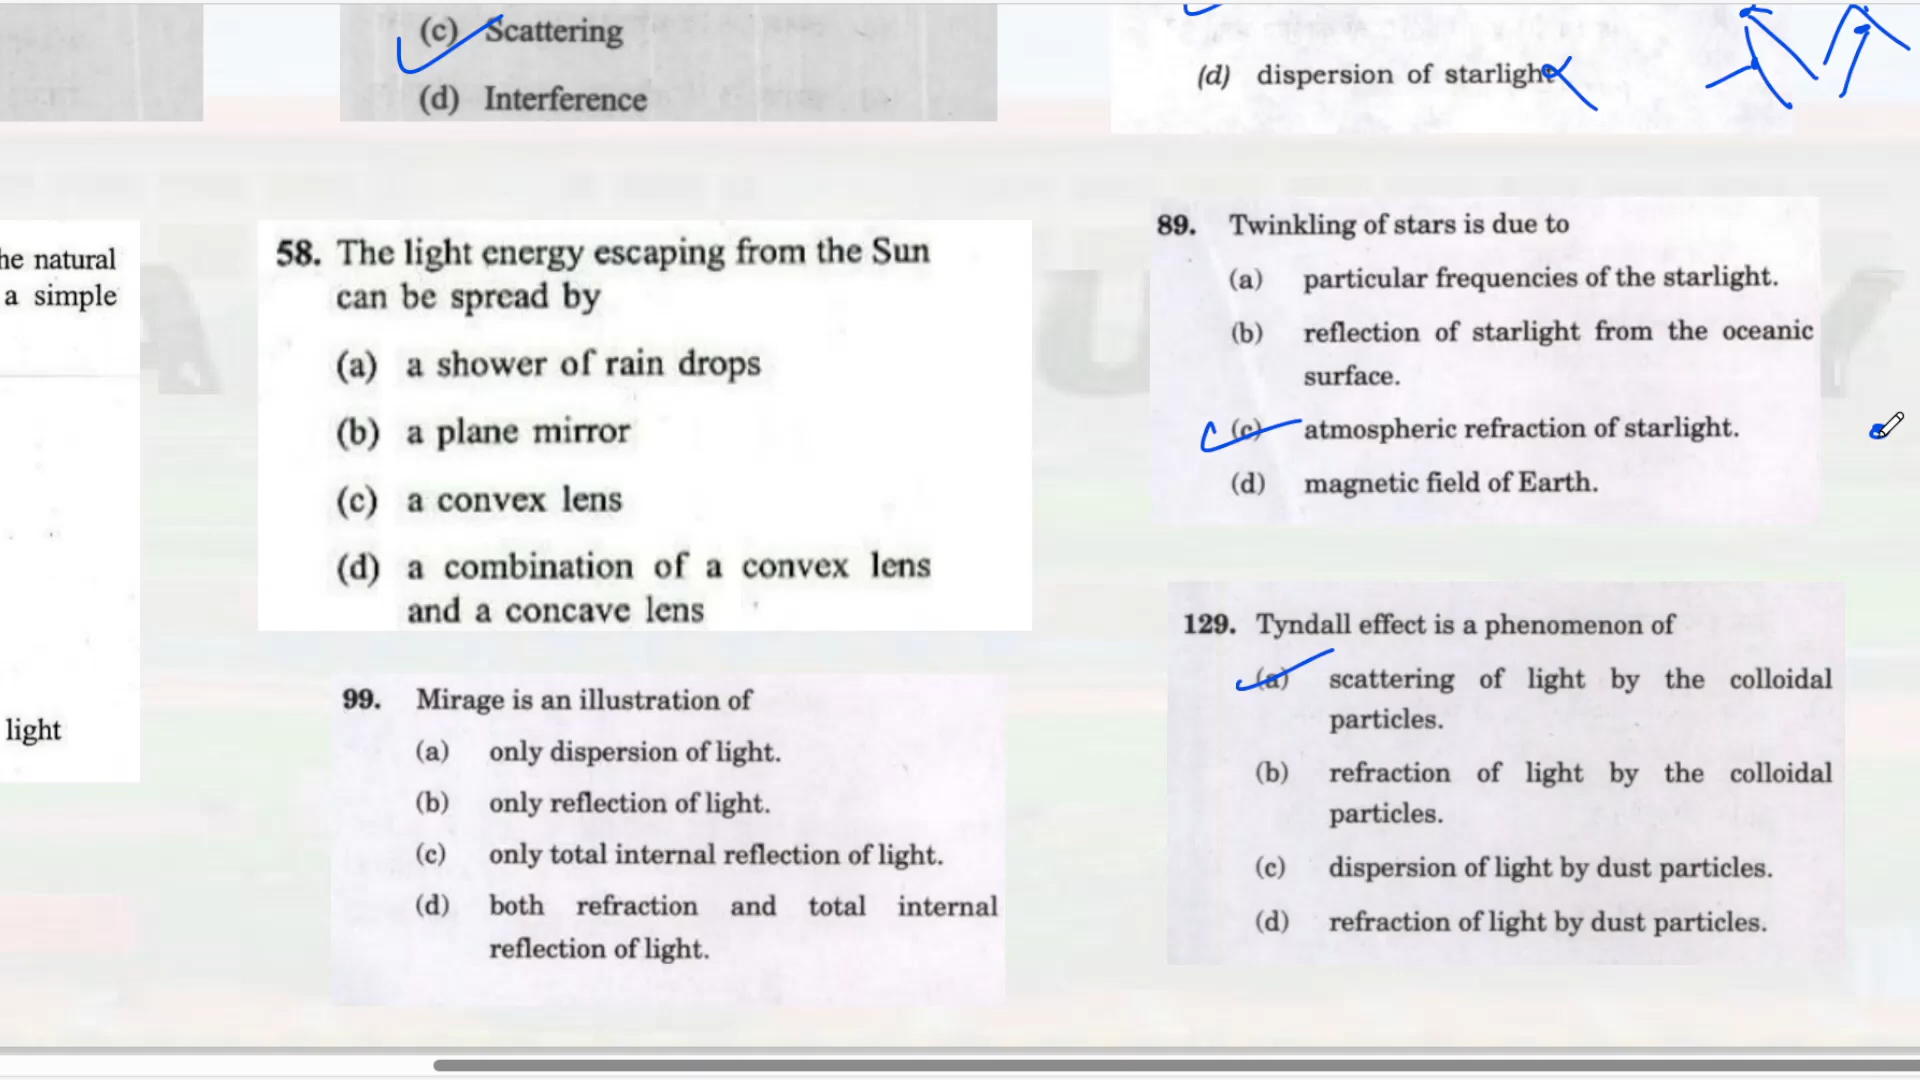 (c) Scattering
(d) Interference
(d) dispersion of starlight
he natural
a simple
light
58. The light energy escaping from the Sun
can be spread by
(a) a shower of rain drops
(b) a plane mirror
(c) a convex lens
(d) a combination of a convex lens
and a concave lens
99. Mirage is an illustration of
(a) only dispersion of light.
(b) only reflection of light.
(c) only total internal reflection of light.
(d) both refraction and total internal
reflection of light.
89. Twinkling of stars is due to
(a) particular frequencies of the starlight.
(b) reflection of starlight from the oceanic
surface.
(c) atmospheric refraction of starlight.
(d) magnetic field of Earth.
129. Tyndall effect is a phenomenon of
(a) scattering of light by the colloidal
particles.
(b) refraction of light by the colloidal
particles.
(c) dispersion of light by dust particles.
(d) refraction of light by dust particles.